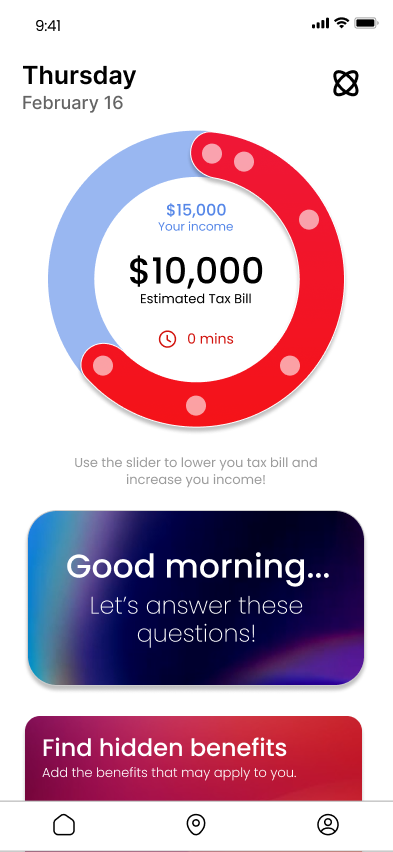 9:41
Thursday
February 16
$15,000
Your income
$10,000
Estimated Tax Bill
0 mins
Use the slider to lower you tax bill and
increase you income!
Good morning...
Let's answer these
questions!
Find hidden benefits
Add the benefits that may apply to you.